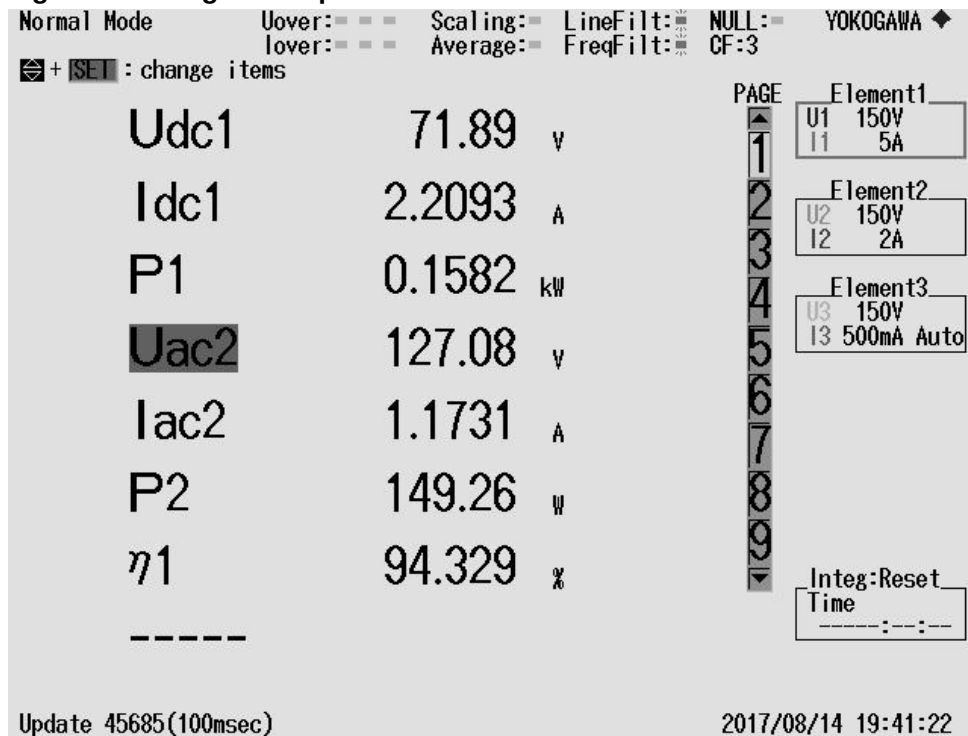 Normal Mode Uover: Scaling: LineFilt: NULL: YOKOGAWA
Iover: Average: FreqFilt: CF:3
+ SET : change items
PAGE
Element1
U1 150V
I1 5A
Element2
U2 150V
I2 2A
Element3
U3 150V
I3 500mA Auto
Udc1 71.89 V
Idc1 2.2093 A
P1 0.1582 kW
Uac2 127.08 V
Iac2 1.1731 A
P2 149.26 W
η1 94.329 %
-----
1
2
3
4
5
6
7
8
9
Integ:Reset
Time
-----:--:--
Update 45685(100msec) 2017/08/14 19:41:22